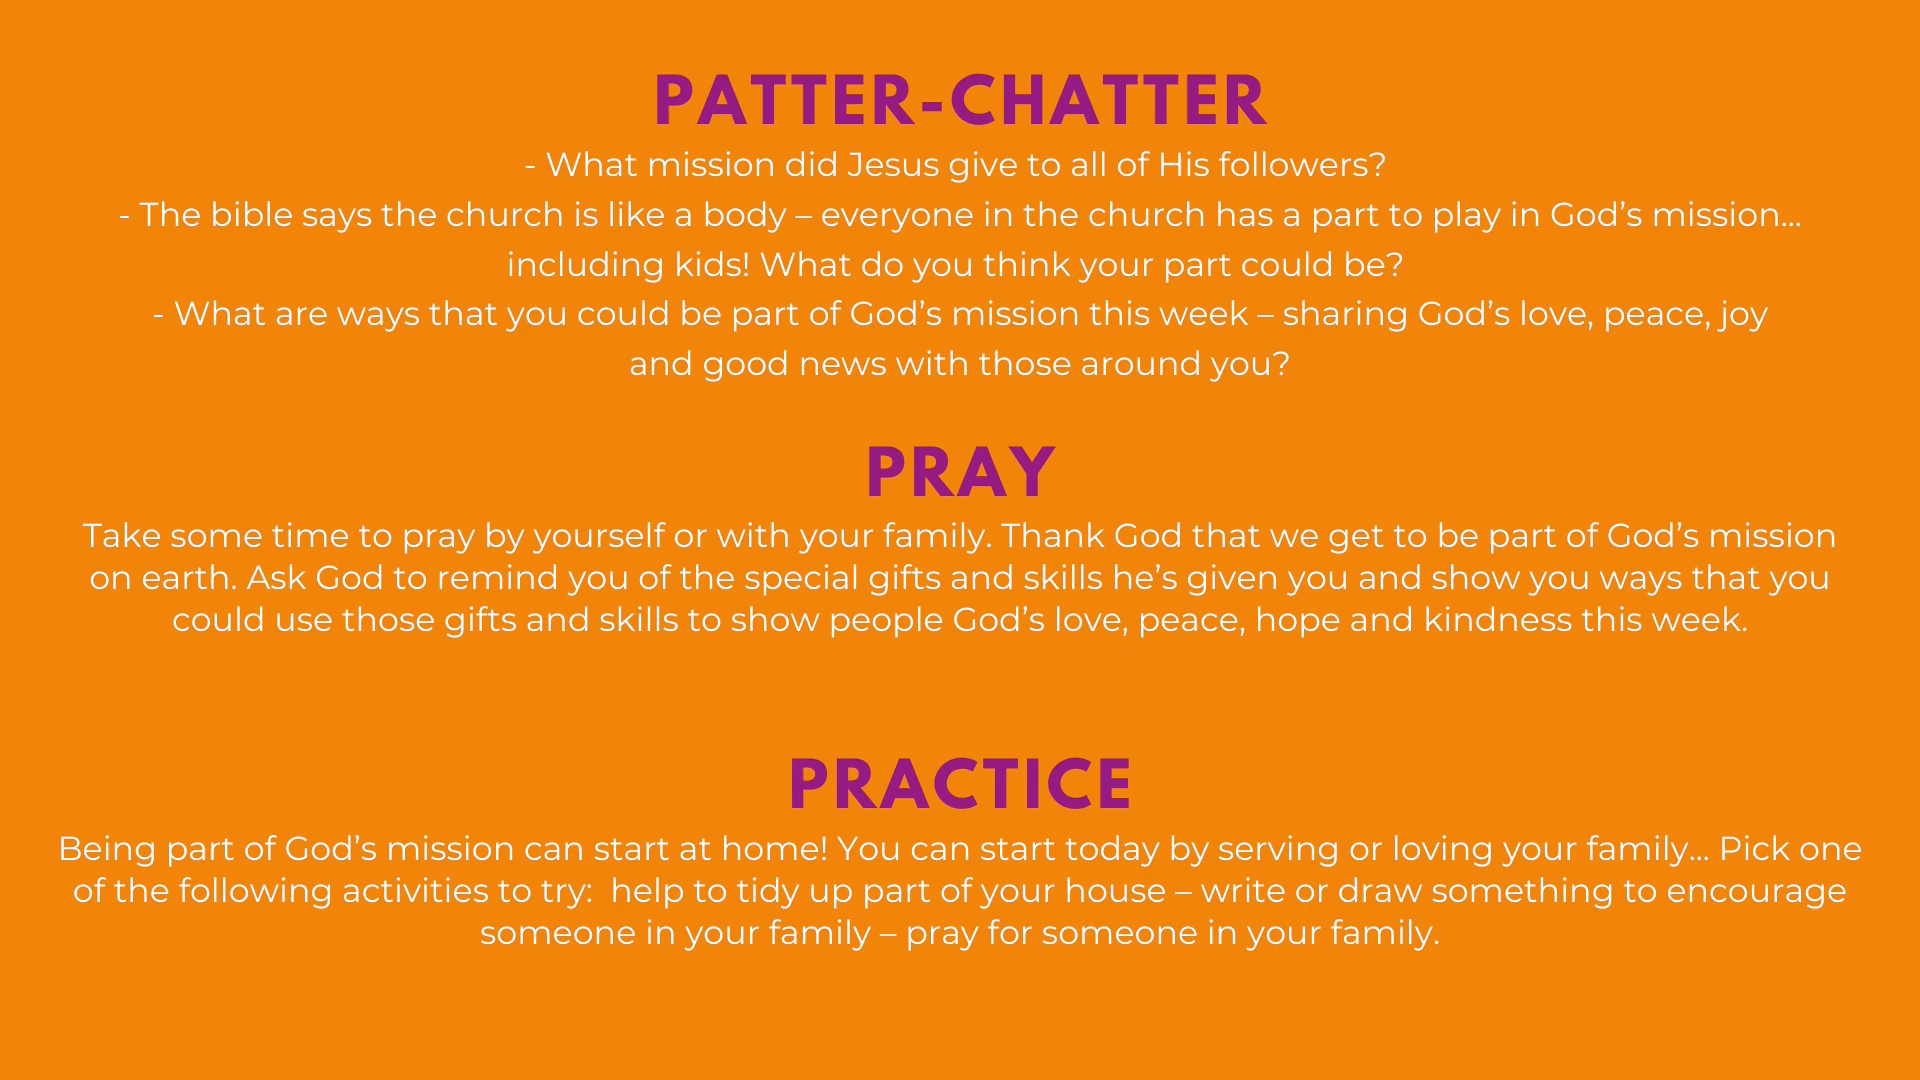 PATTER-CHATTER
- What mission did Jesus give to all of His followers?
- The bible says the church is like a body – everyone in the church has a part to play in God’s mission...
including kids! What do you think your part could be?
- What are ways that you could be part of God’s mission this week – sharing God’s love, peace, joy
and good news with those around you?
PRAY
Take some time to pray by yourself or with your family. Thank God that we get to be part of God’s mission
on earth. Ask God to remind you of the special gifts and skills he’s given you and show you ways that you
could use those gifts and skills to show people God’s love, peace, hope and kindness this week.
PRACTICE
Being part of God’s mission can start at home! You can start today by serving or loving your family... Pick one
of the following activities to try:  help to tidy up part of your house – write or draw something to encourage
someone in your family – pray for someone in your family.